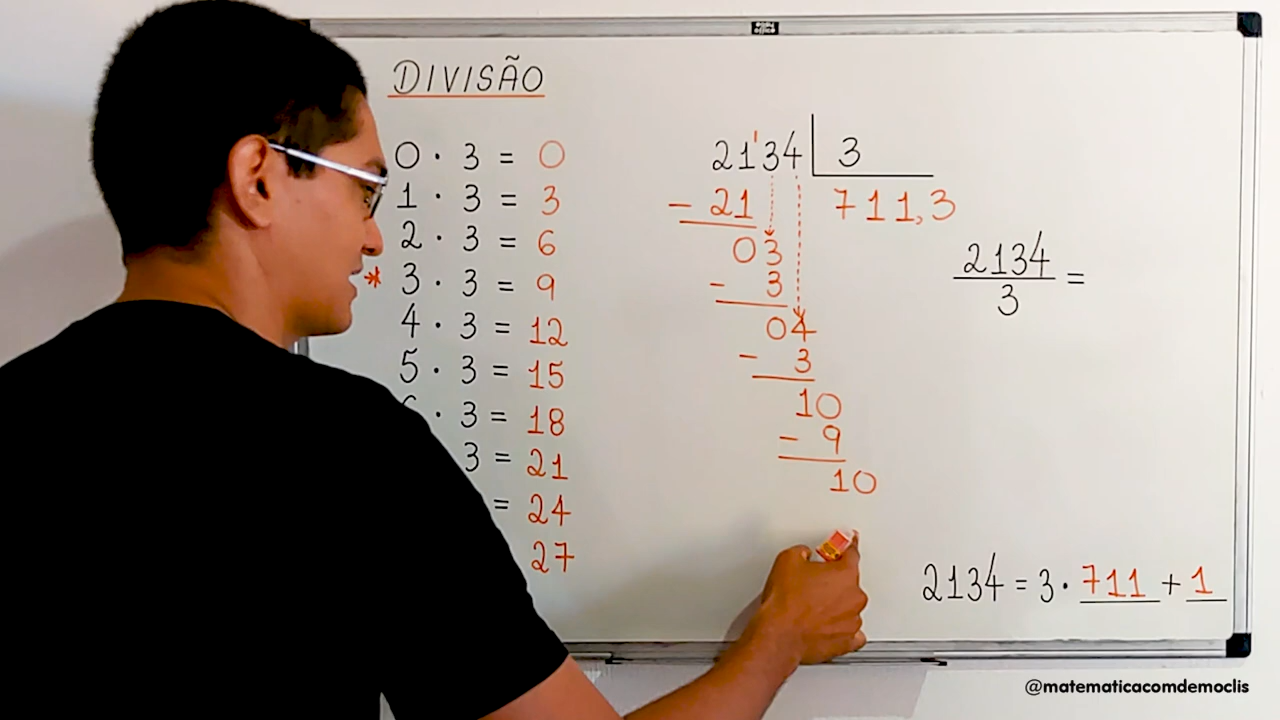 DIVISÃO
0 · 3 = 0
1 · 3 = 3
2 · 3 = 6
* 3 · 3 = 9
4 · 3 = 12
5 · 3 = 15
· 3 = 18
3 = 21
= 24
27
2134 | 3
- 21 711,3
03
- 3
04
- 3
10
- 9
10
2134
3
=
2134 = 3 · 711 + 1
@matematicacomdemoclis